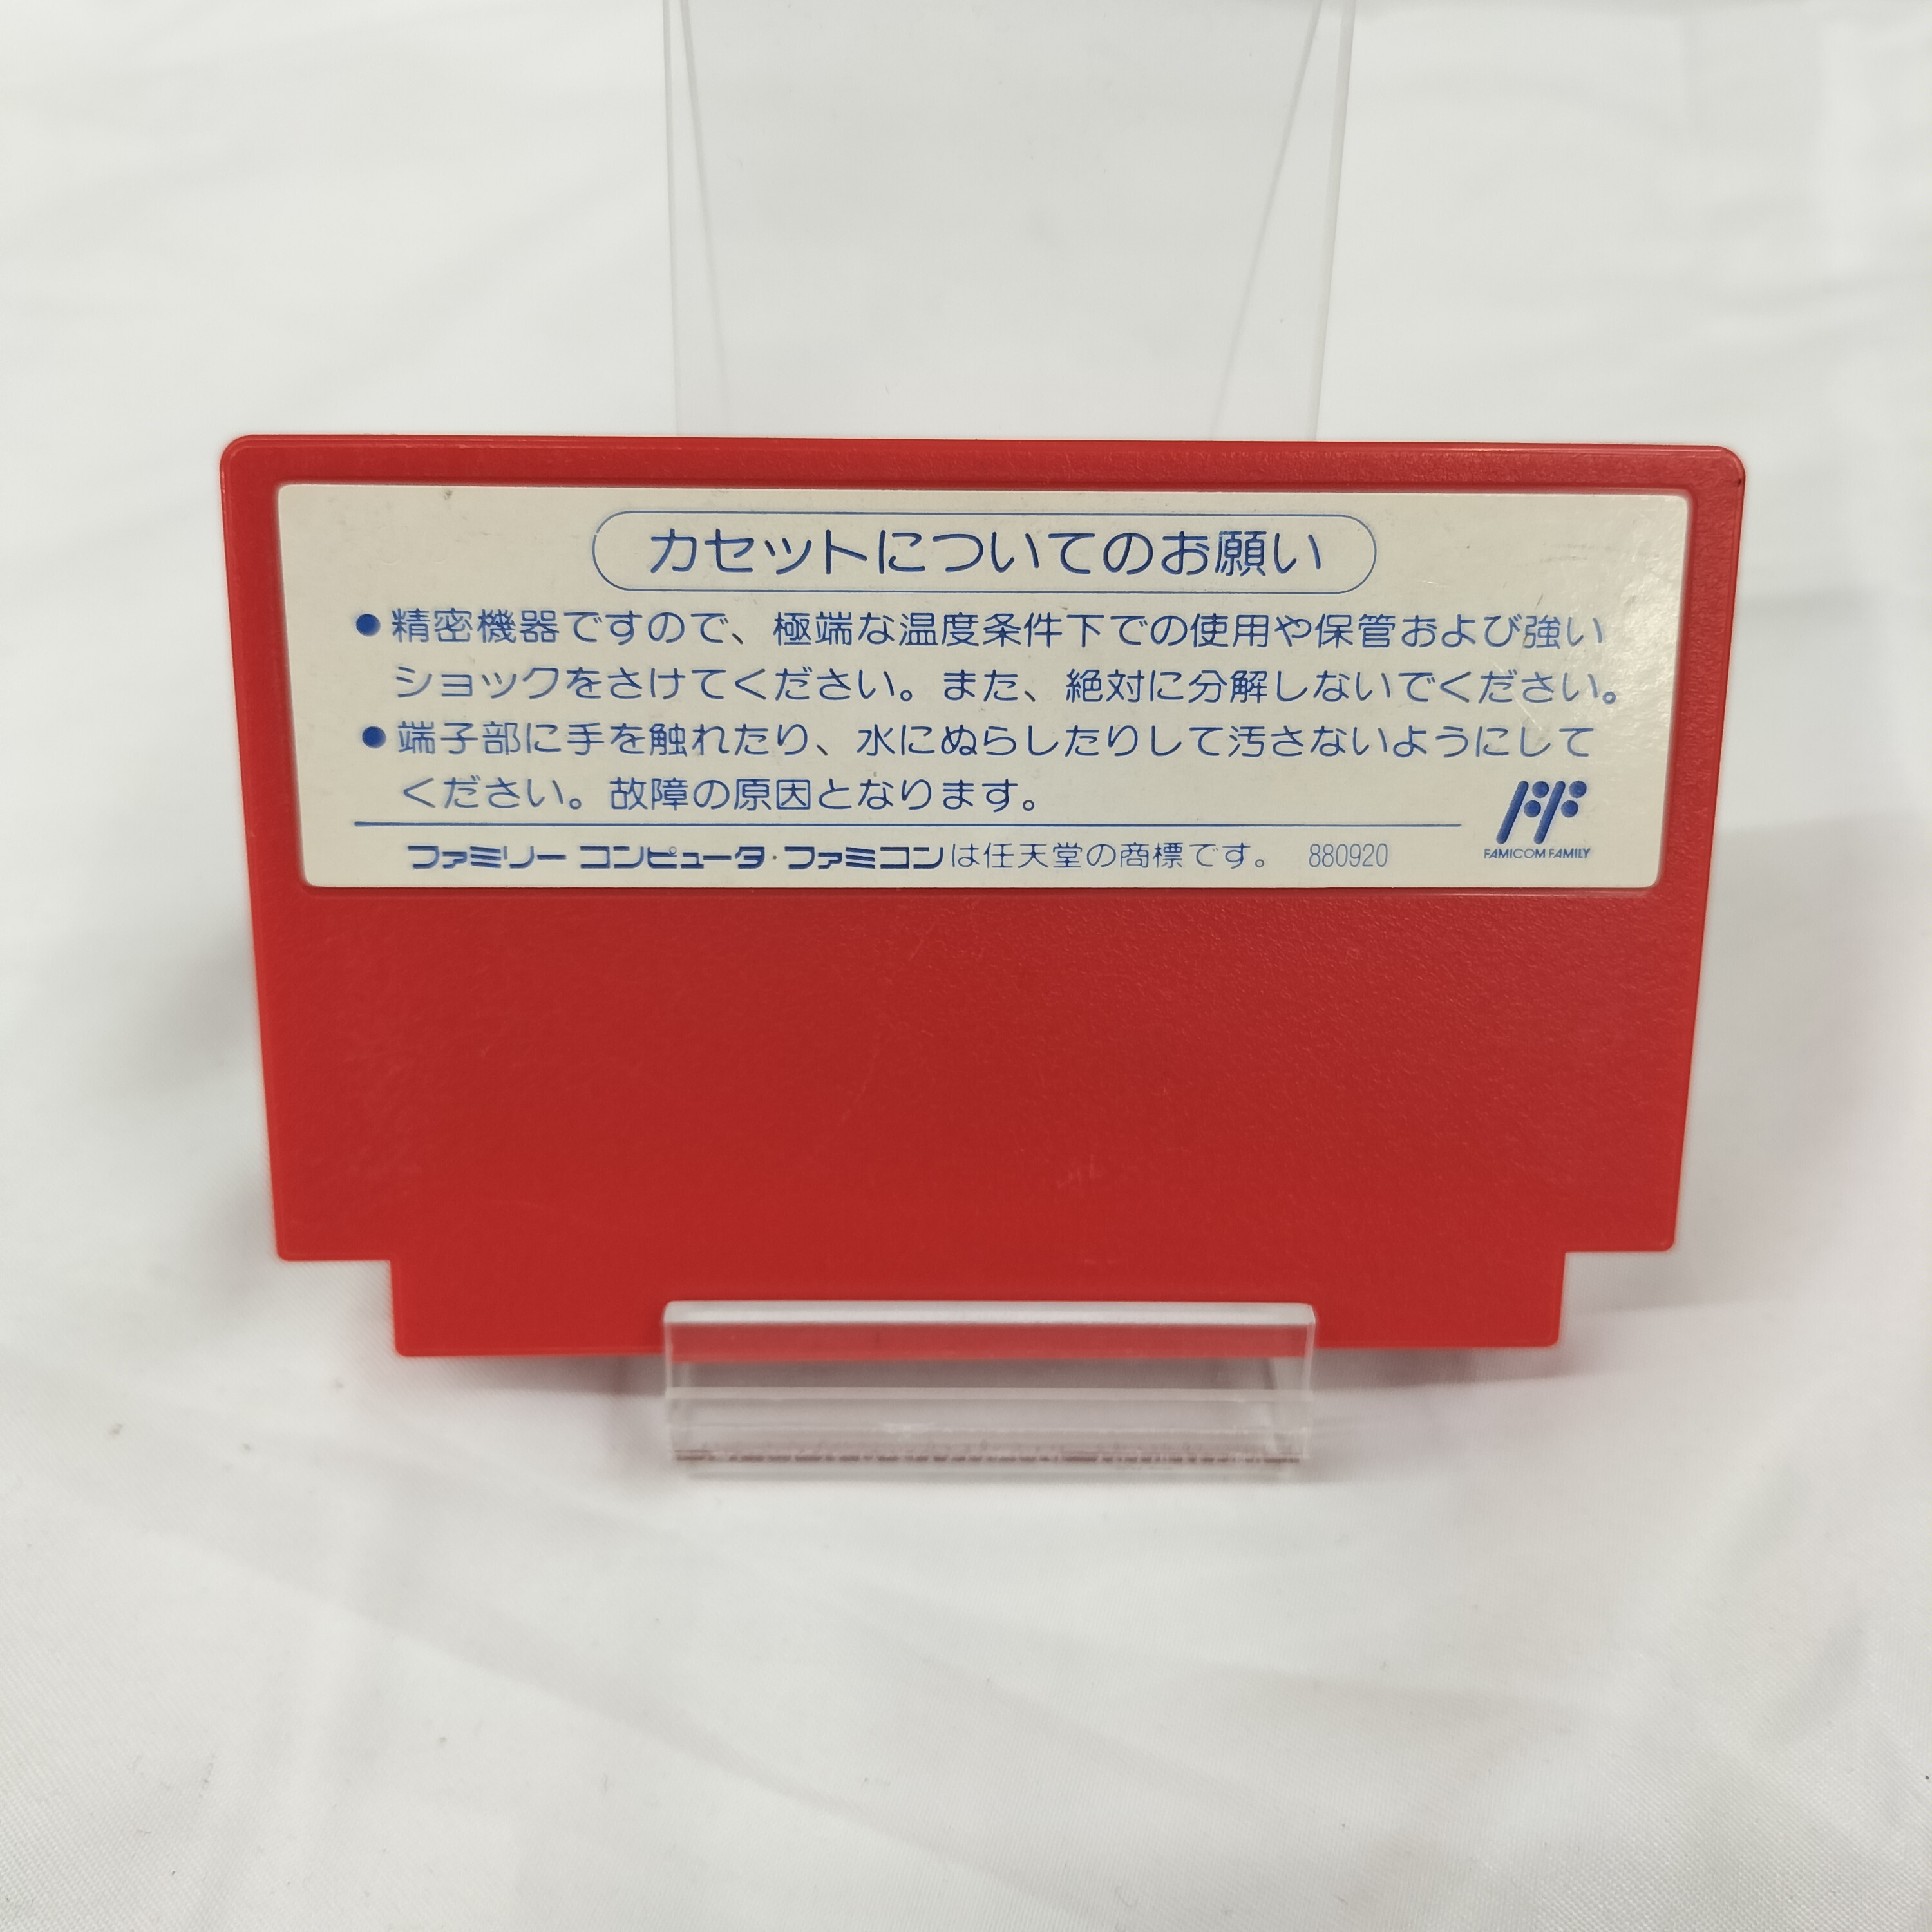 カセットについてのお願い
●精密機器ですので、極端な温度条件下での使用や保管および強い
ショックをさけてください。また、絶対に分解しないでください。
●端子部に手を触れたり、水にぬらしたりして汚さないようにして
ください。故障の原因となります。
FAMICOM FAMILY
ファミリー コンピュータ・ファミコンは任天堂の商標です。 880920